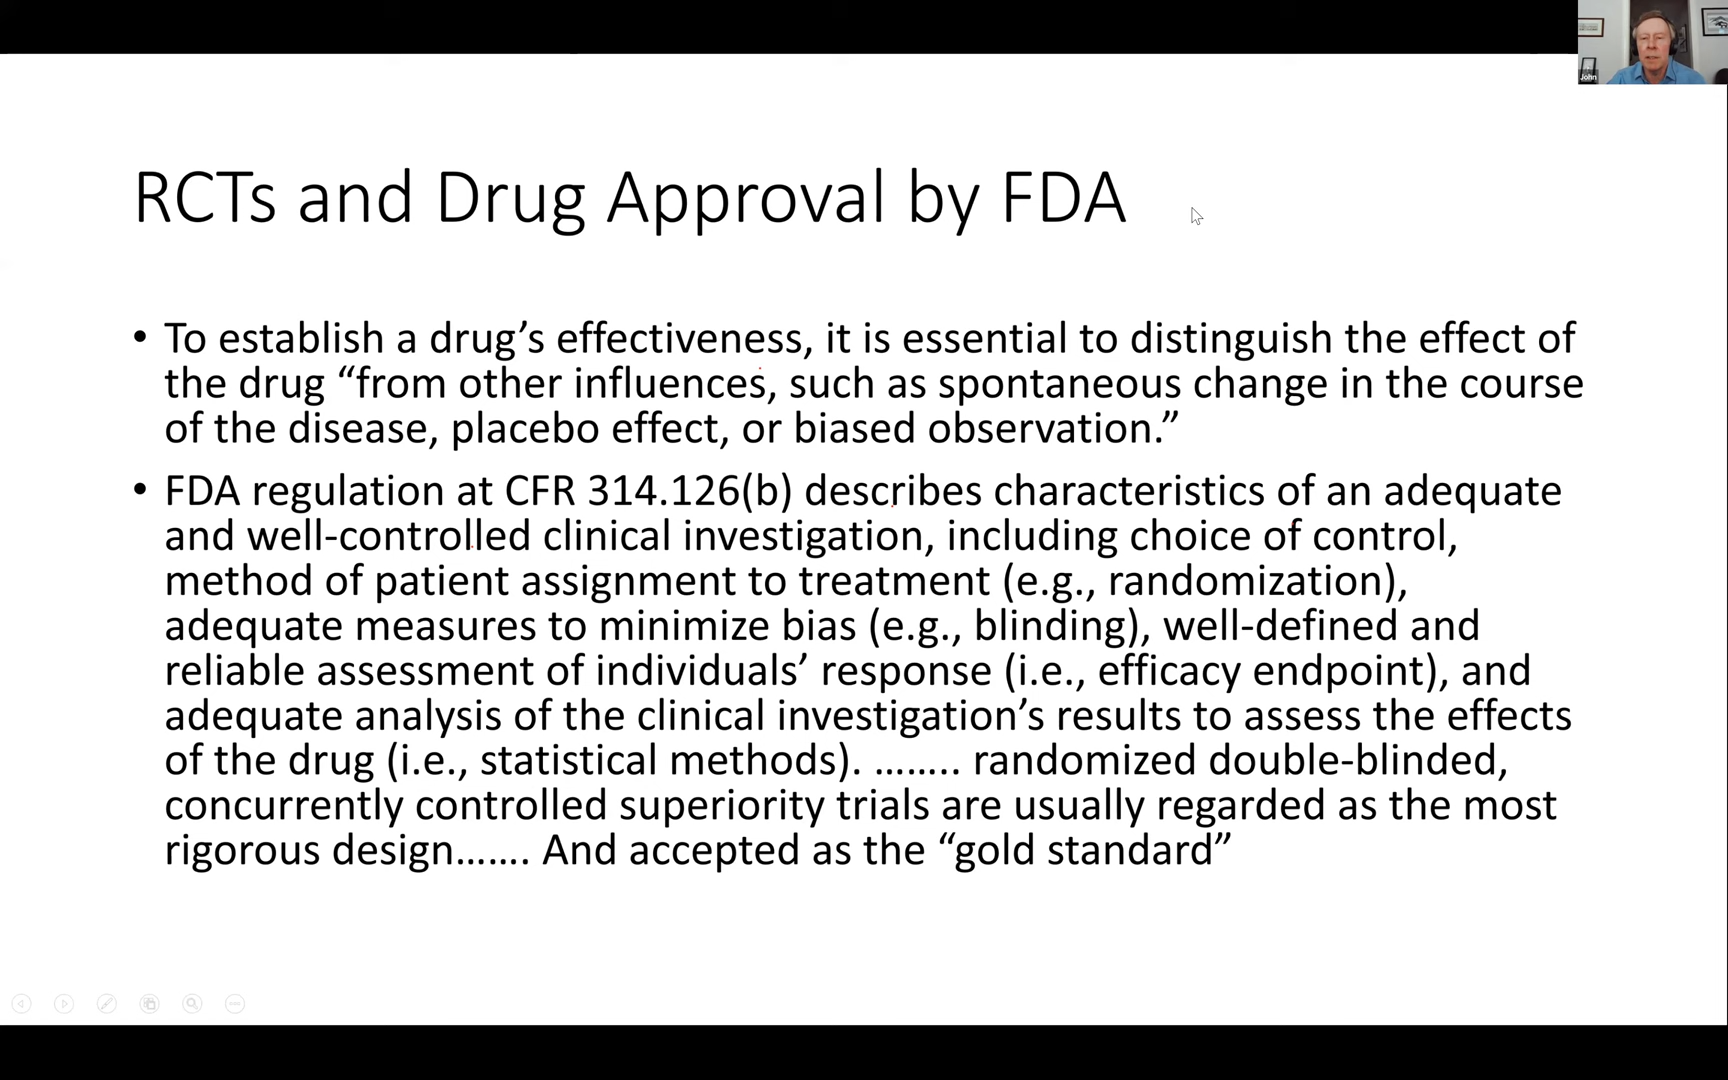 John
RCTs and Drug Approval by FDA
• To establish a drug’s effectiveness, it is essential to distinguish the effect of
the drug “from other influences, such as spontaneous change in the course
of the disease, placebo effect, or biased observation.”
• FDA regulation at CFR 314.126(b) describes characteristics of an adequate
and well-controlled clinical investigation, including choice of control,
method of patient assignment to treatment (e.g., randomization),
adequate measures to minimize bias (e.g., blinding), well-defined and
reliable assessment of individuals’ response (i.e., efficacy endpoint), and
adequate analysis of the clinical investigation’s results to assess the effects
of the drug (i.e., statistical methods). …….. randomized double-blinded,
concurrently controlled superiority trials are usually regarded as the most
rigorous design……. And accepted as the “gold standard”